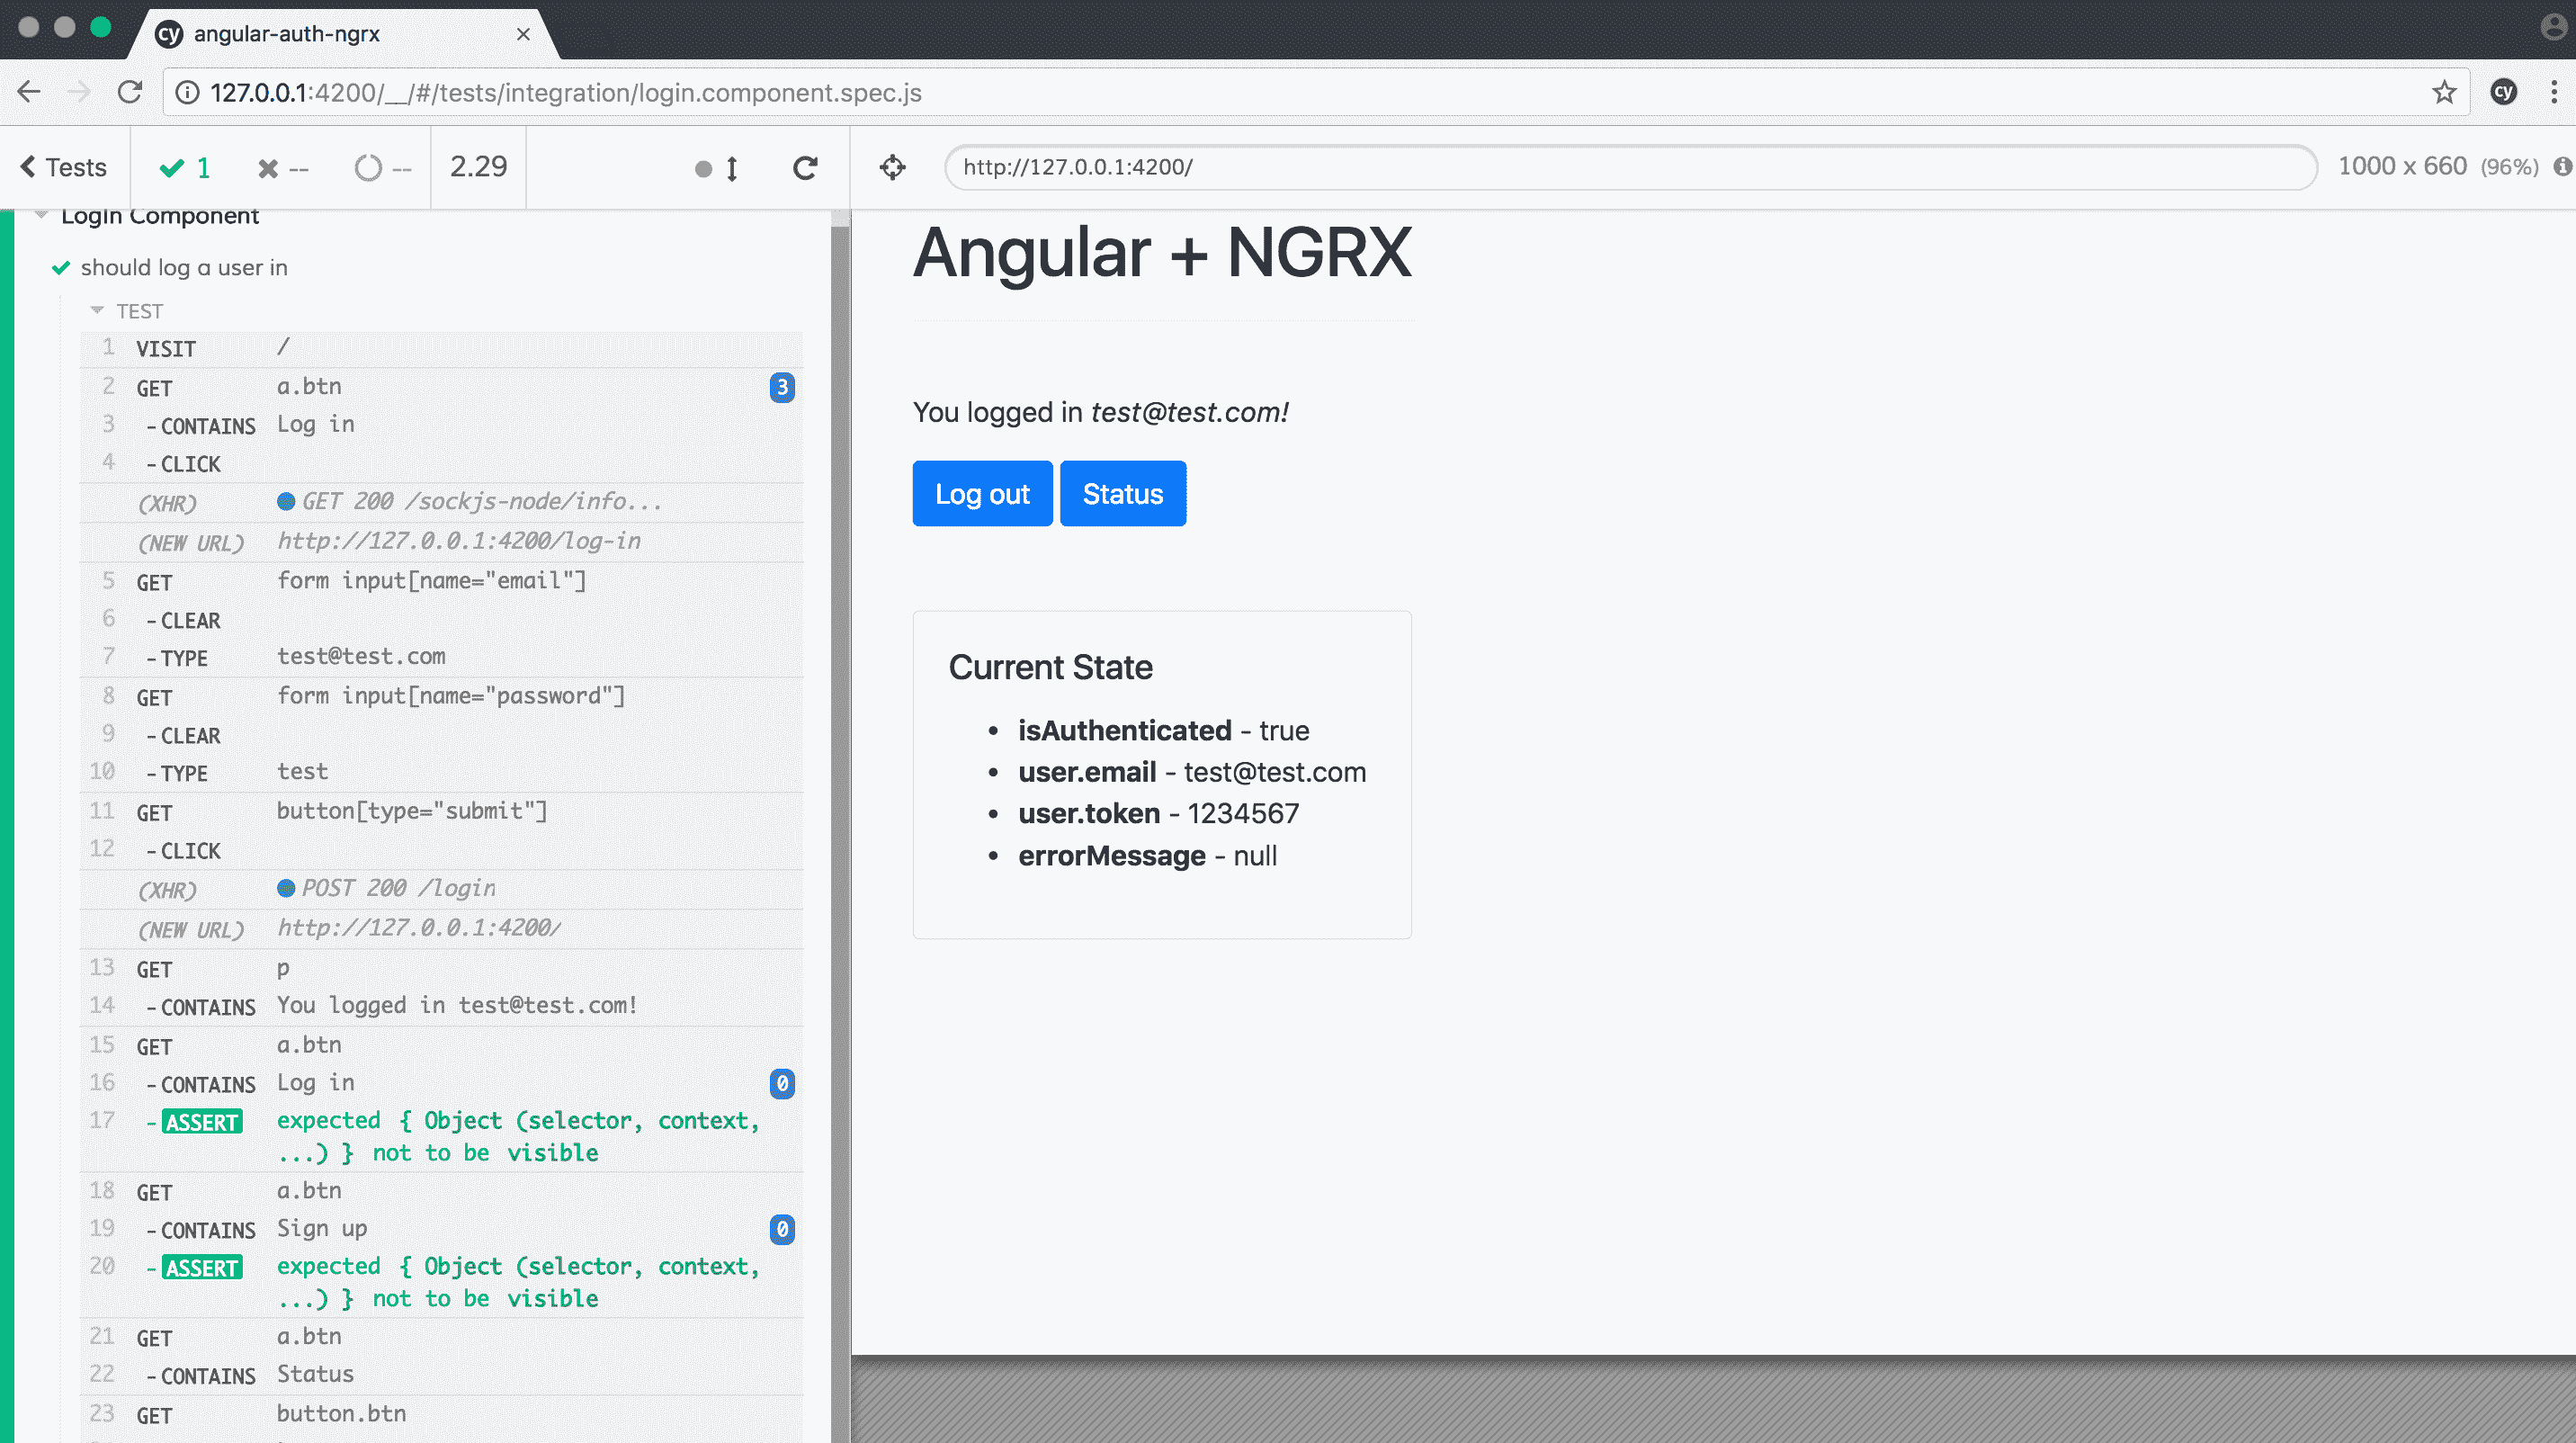 cy angular-auth-ngrx ×
127.0.0.1:4200/__/#/tests/integration/login.component.spec.js cy
Tests 1 -- -- 2.29
http://127.0.0.1:4200/ 1000 x 660 (96%)
LogIn Component
should log a user in
TEST
1 VISIT /
2 GET a.btn 3
3 -CONTAINS Log in
4 -CLICK
(XHR) GET 200 /sockjs-node/info...
(NEW URL) http://127.0.0.1:4200/log-in
5 GET form input[name="email"]
6 -CLEAR
7 -TYPE test@test.com
8 GET form input[name="password"]
9 -CLEAR
10 -TYPE test
11 GET button[type="submit"]
12 -CLICK
(XHR) POST 200 /login
(NEW URL) http://127.0.0.1:4200/
13 GET p
14 -CONTAINS You logged in test@test.com!
15 GET a.btn
16 -CONTAINS Log in 0
17 -ASSERT expected { Object (selector, context,
...) } not to be visible
18 GET a.btn
19 -CONTAINS Sign up 0
20 -ASSERT expected { Object (selector, context,
...) } not to be visible
21 GET a.btn
22 -CONTAINS Status
23 GET button.btn
Angular + NGRX
You logged in test@test.com!
Log out Status
Current State
• isAuthenticated - true
• user.email - test@test.com
• user.token - 1234567
• errorMessage - null